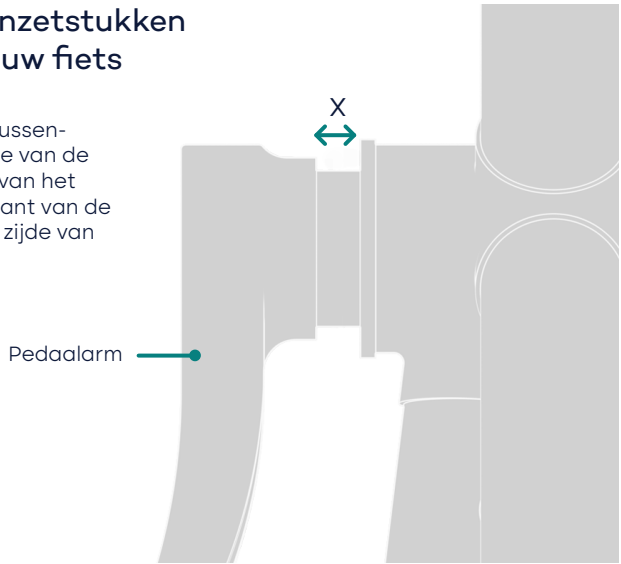 nzetstukken
uw fiets
ussen-
e van de
van het
ant van de
zijde van
X
Pedaalarm